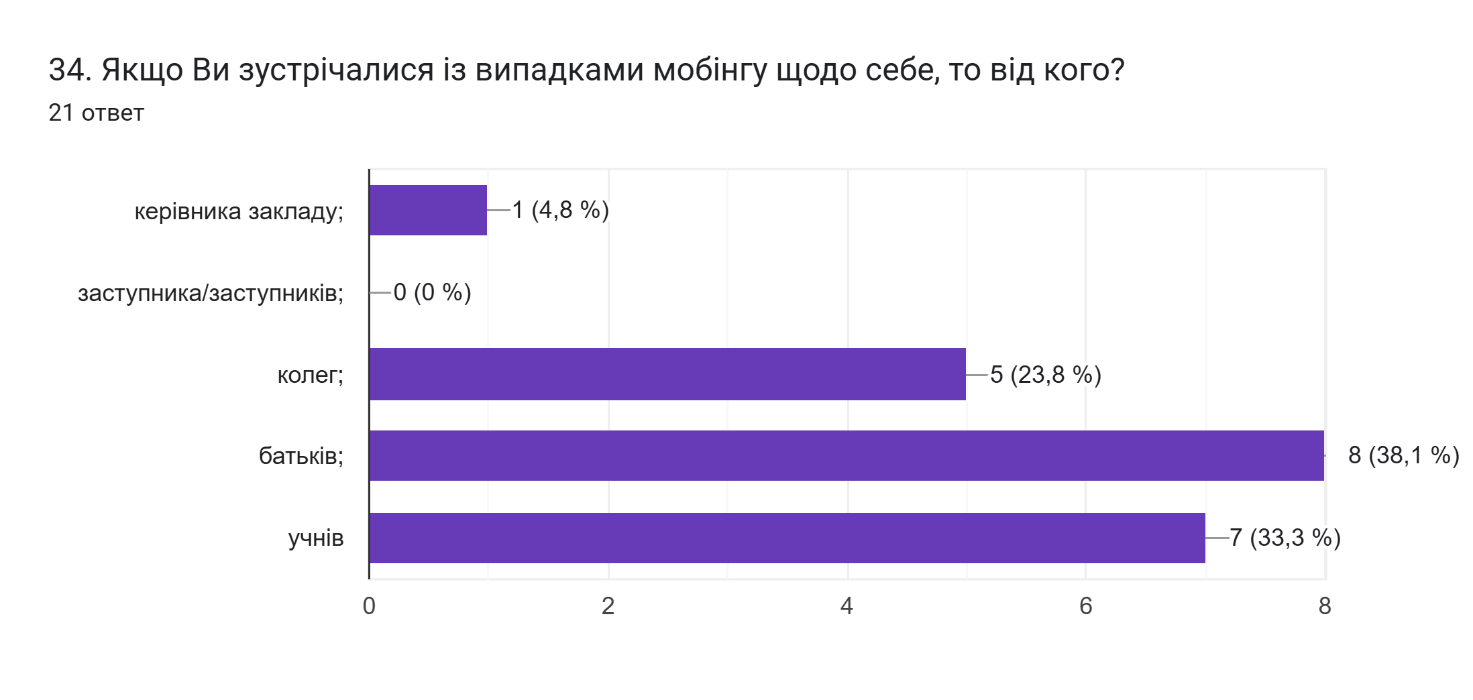 34. Якщо Ви зустрічалися із випадками мобінгу щодо себе, то від кого?
21 ответ
керівника закладу;
1 (4,8 %)
заступника/заступників;
0 (0 %)
колег;
5 (23,8 %)
батьків;
8 (38,1 %)
учнів
7 (33,3 %)
0 2 4 6 8